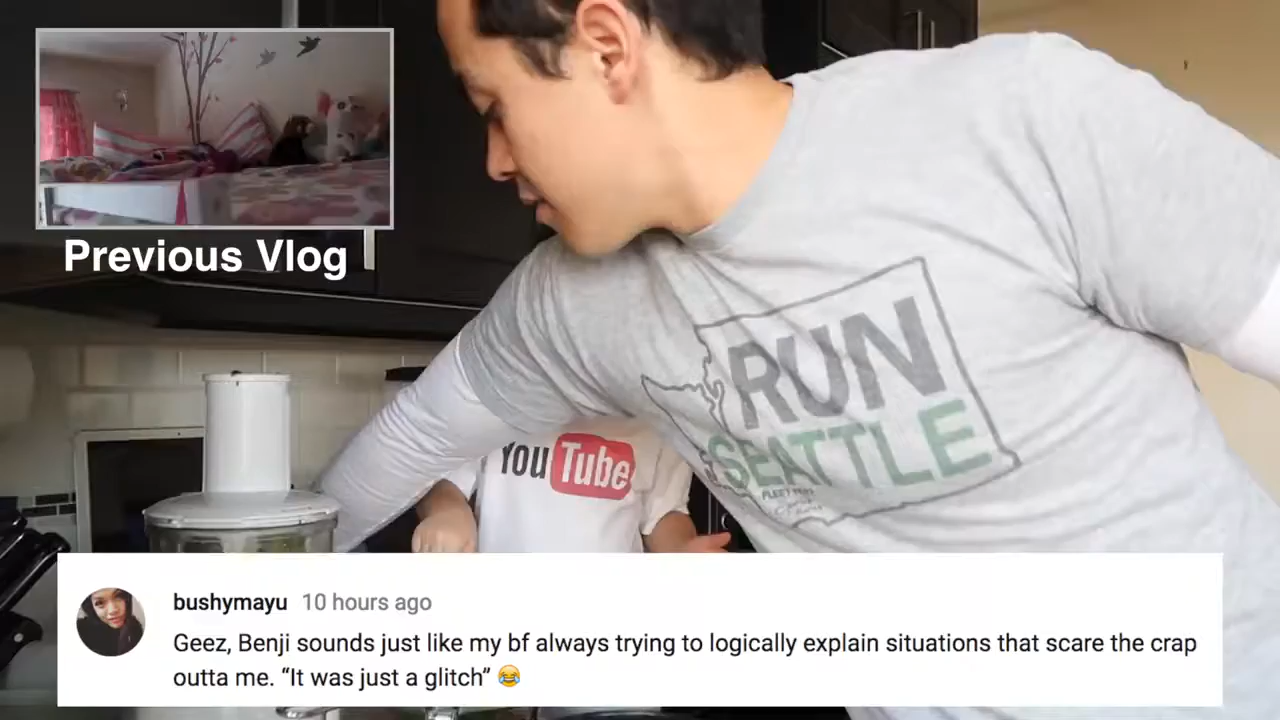 Previous Vlog
RUN
SEATTLE
YouTube
bushymayu 10 hours ago
Geez, Benji sounds just like my bf always trying to logically explain situations that scare the crap
outta me. “It was just a glitch” 😂